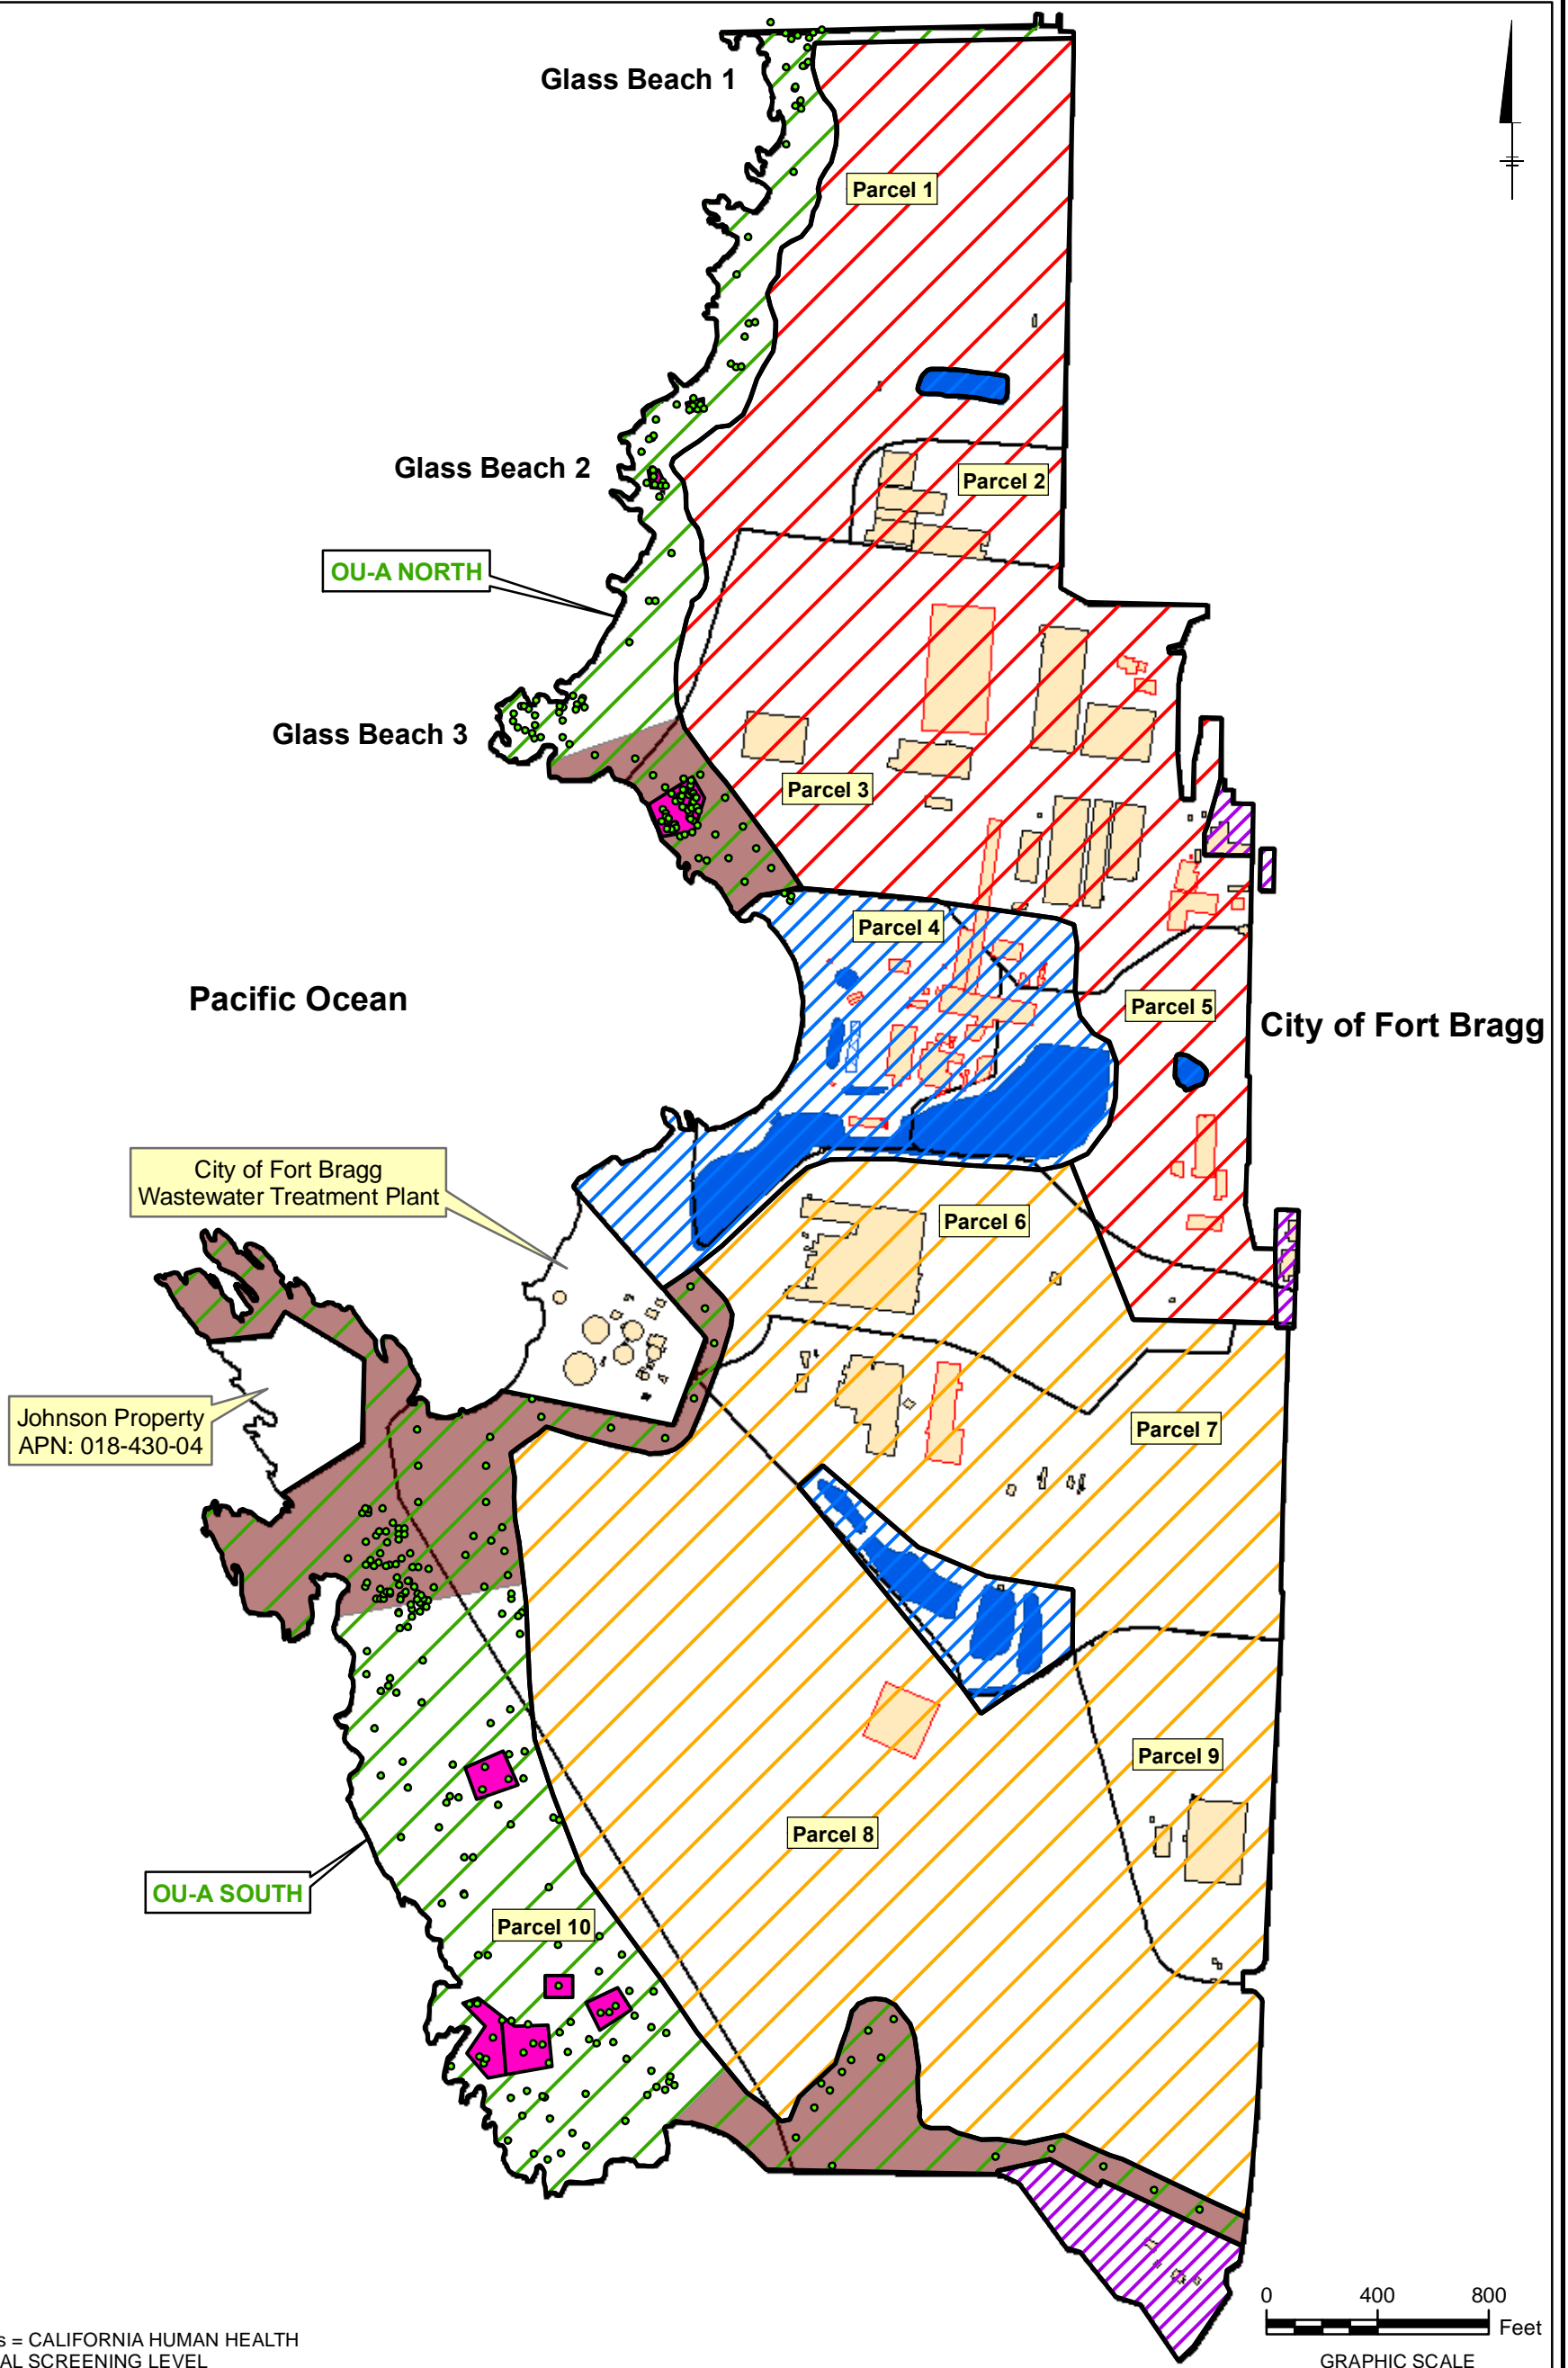 Glass Beach 1
Parcel 1
Glass Beach 2
Parcel 2
OU-A NORTH
Glass Beach 3
Parcel 3
Parcel 4
Pacific Ocean
Parcel 5
City of Fort Bragg
City of Fort Bragg
Wastewater Treatment Plant
Parcel 6
Johnson Property
APN: 018-430-04
Parcel 7
Parcel 9
Parcel 8
OU-A SOUTH
Parcel 10
0 400 800
Feet
GRAPHIC SCALE
s = CALIFORNIA HUMAN HEALTH
AL SCREENING LEVEL